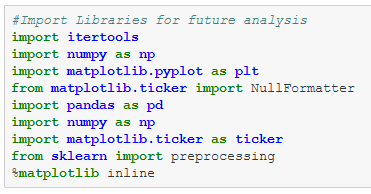 #Import Libraries for future analysis
import itertools
import numpy as np
import matplotlib.pyplot as plt
from matplotlib.ticker import NullFormatter
import pandas as pd
import numpy as np
import matplotlib.ticker as ticker
from sklearn import preprocessing
%matplotlib inline